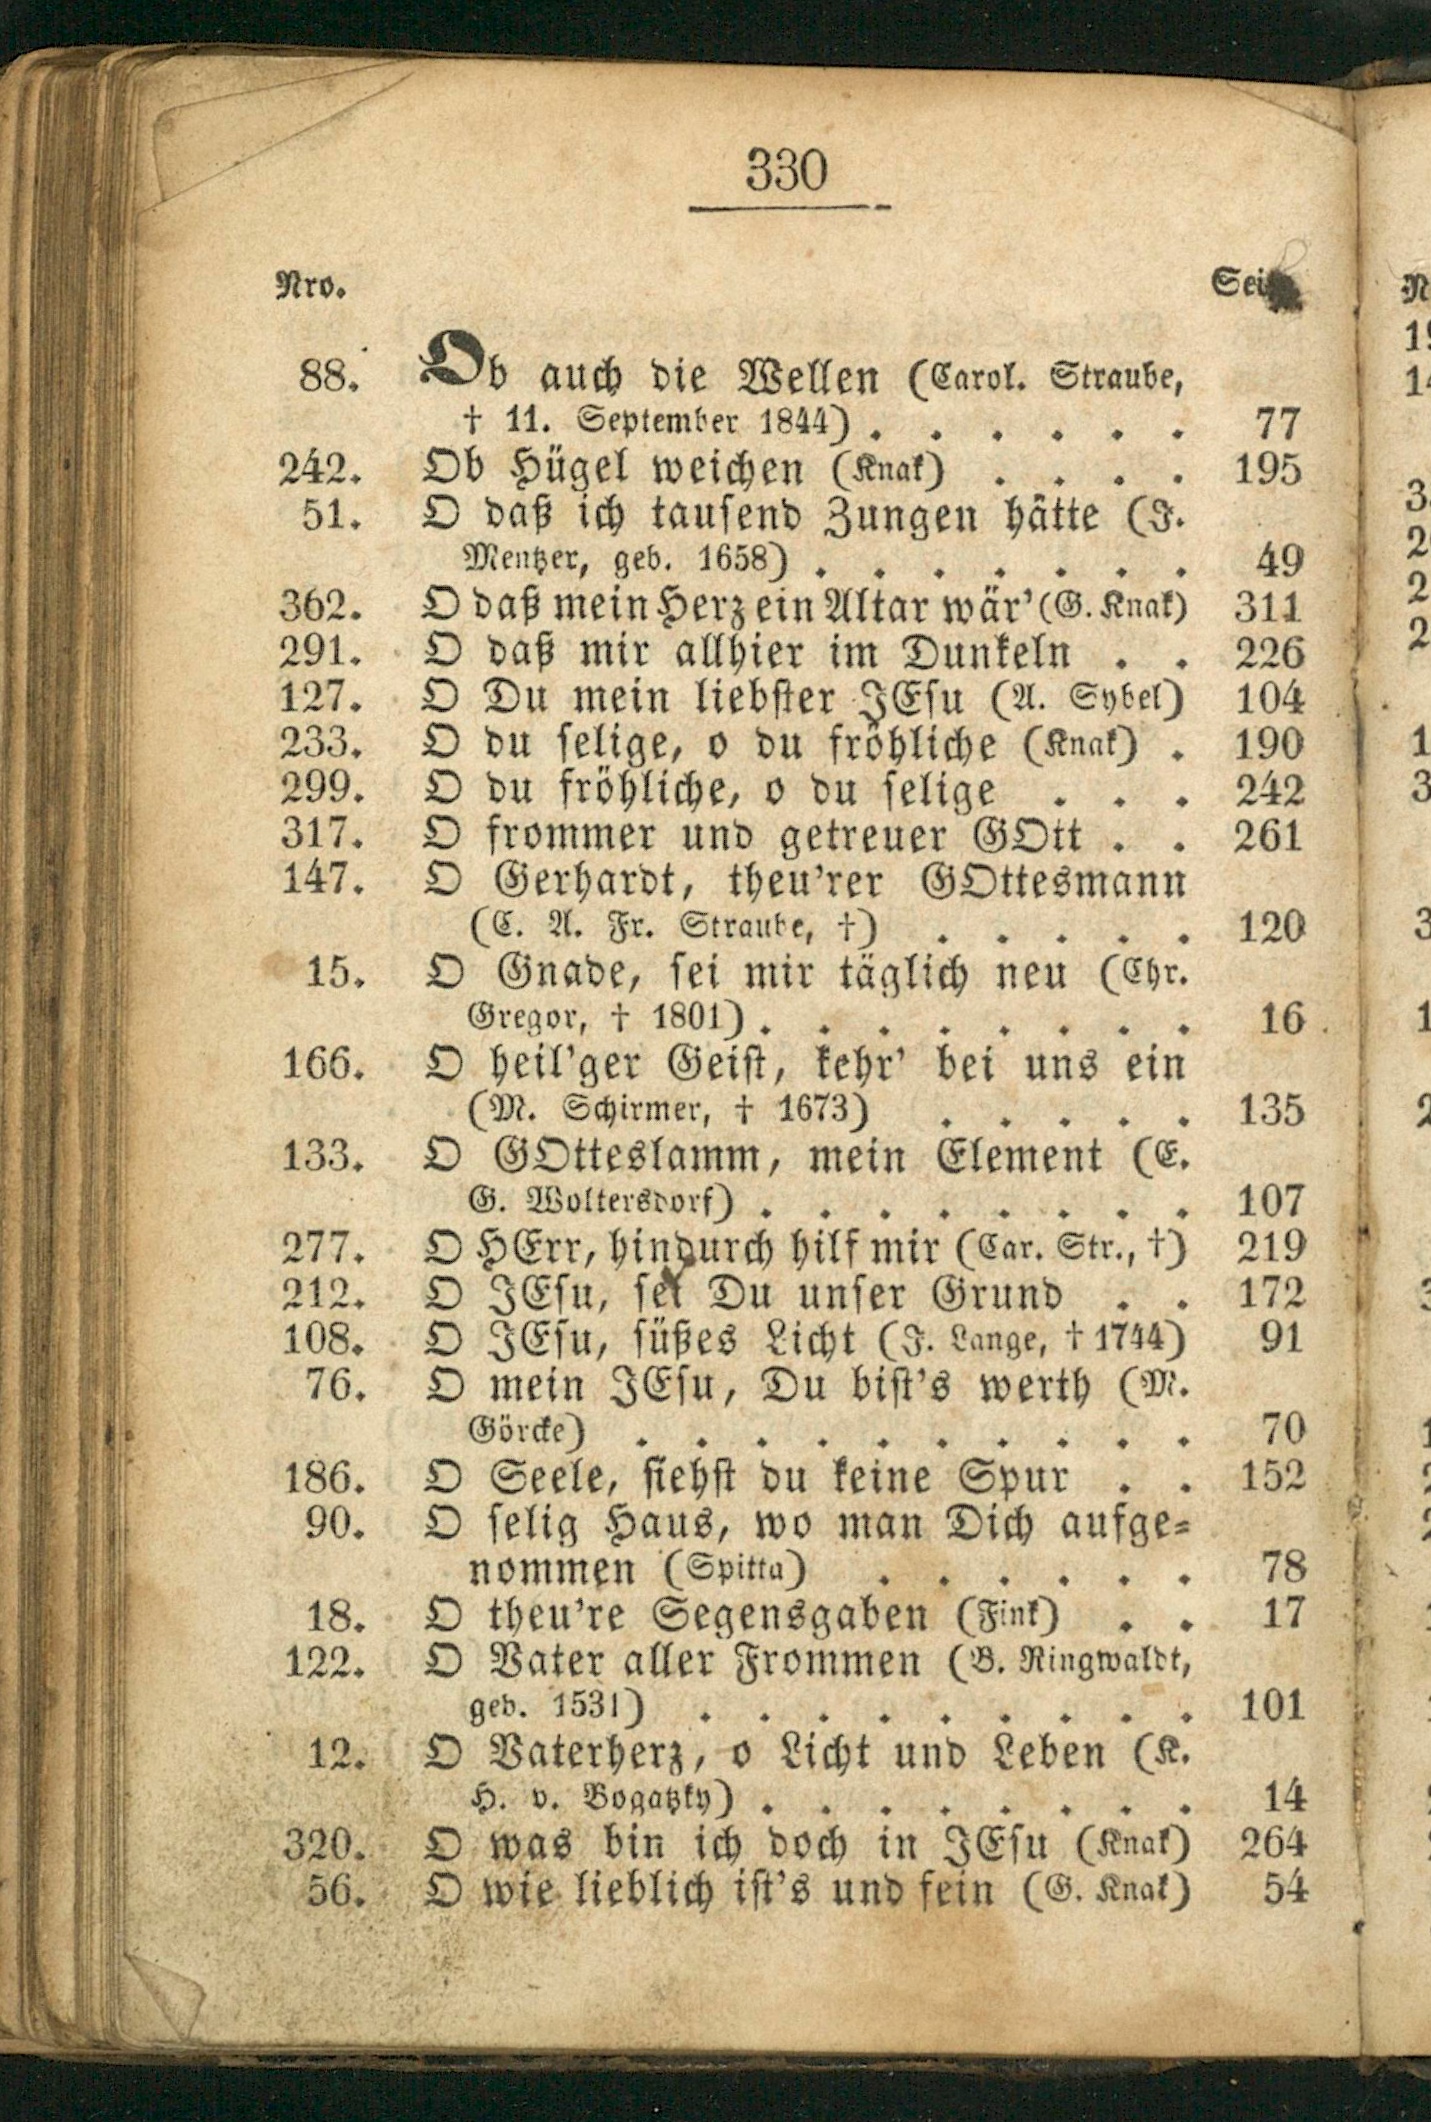 330
Nro.
88. Ob auch die Wellen (Carol. Straube,
† 11. September 1844) . . . . . . 77
242. Ob Hügel weichen (Knak) . . . . 195
51. O daß ich tausend Zungen hätte (J.
Mentzer, geb. 1658) . . . . . . . 49
362. O daß mein Herz ein Altar wär' (G. Knak) 311
291. O daß mir allhier im Dunkeln . . 226
127. O Du mein liebster JEsu (A. Sybel) 104
233. O du selige, o du fröhliche (Knak) . 190
299. O du fröhliche, o du selige . . . 242
317. O frommer und getreuer GOtt . . 261
147. O Gerhardt, theu'rer GOttesmann
(C. A. Fr. Straube, †) . . . . . 120
15. O Gnade, sei mir täglich neu (Chr.
Gregor, † 1801) . . . . . . . . 16
166. O heil'ger Geist, kehr' bei uns ein
(M. Schirmer, † 1673) . . . . . 135
133. O GOtteslamm, mein Element (E.
G. Woltersdorf) . . . . . . . . 107
277. O HErr, hindurch hilf mir (Car. Str., †) 219
212. O JEsu, sei Du unser Grund . . 172
108. O JEsu, süßes Licht (J. Lange, † 1744) 91
76. O mein JEsu, Du bist's werth (M.
Görcke) . . . . . . . . . . 70
186. O Seele, siehst du keine Spur . . 152
90. O selig Haus, wo man Dich aufge-
nommen (Spitta) . . . . . . 78
18. O theu're Segensgaben (Fink) . . 17
122. O Vater aller Frommen (B. Ringwaldt,
geb. 1531) . . . . . . . . . 101
12. O Vaterherz, o Licht und Leben (K.
H. v. Bogatzky) . . . . . . . . 14
320. O was bin ich doch in JEsu (Knak) 264
56. O wie lieblich ist's und fein (G. Knak) 54